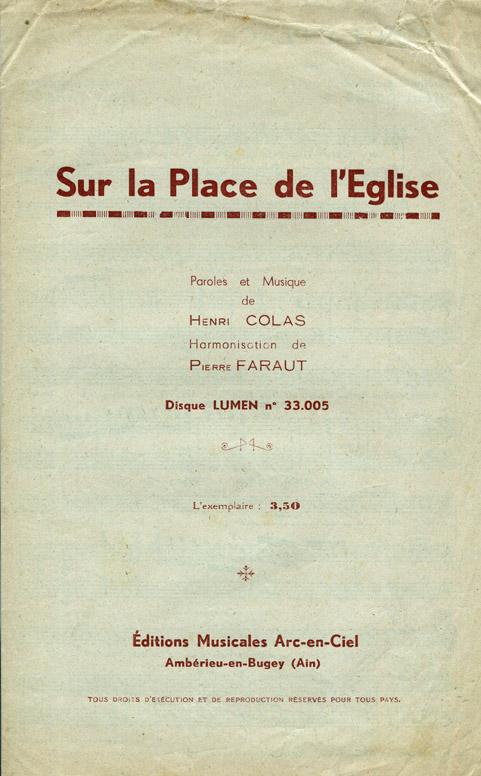 Sur la Place de l'Eglise
Paroles et Musique
de
HENRI COLAS
Harmonisation de
PIERRE FARAUT
Disque LUMEN n° 33.005
L'exemplaire : 3,50
Éditions Musicales Arc-en-Ciel
Ambérieu-en-Bugey (Ain)
TOUS DROITS D'EXÉCUTION ET DE REPRODUCTION RÉSERVÉS POUR TOUS PAYS.